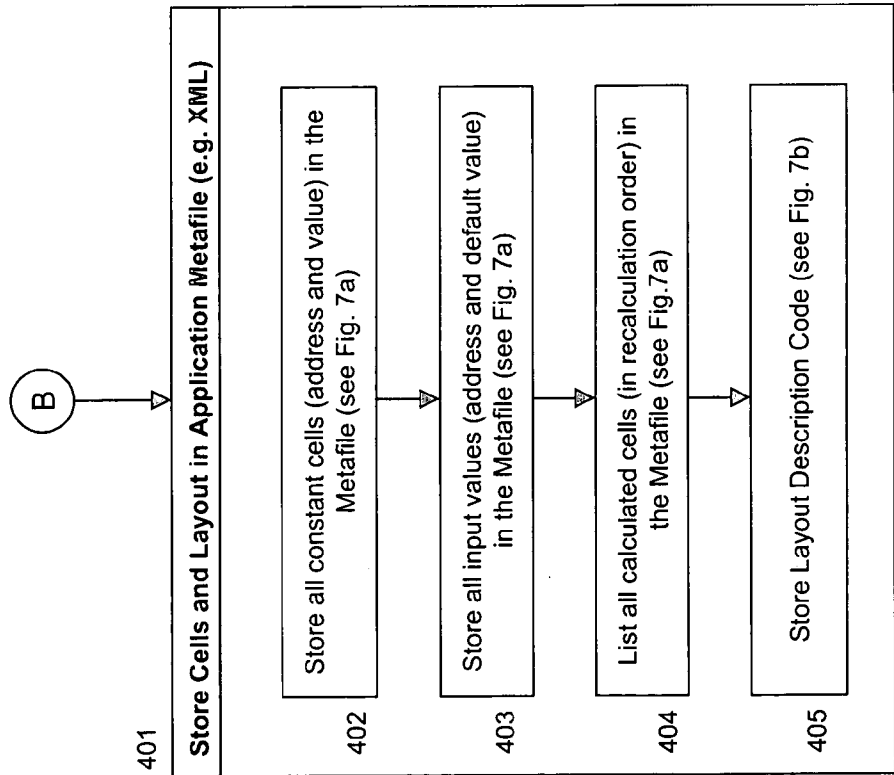 B
401
Store Cells and Layout in Application Metafile (e.g. XML)
402
Store all constant cells (address and value) in the
Metafile (see Fig. 7a)
403
Store all input values (address and default value)
in the Metafile (see Fig. 7a)
404
List all calculated cells (in recalculation order) in
the Metafile (see Fig.7a)
405
Store Layout Description Code (see Fig. 7b)